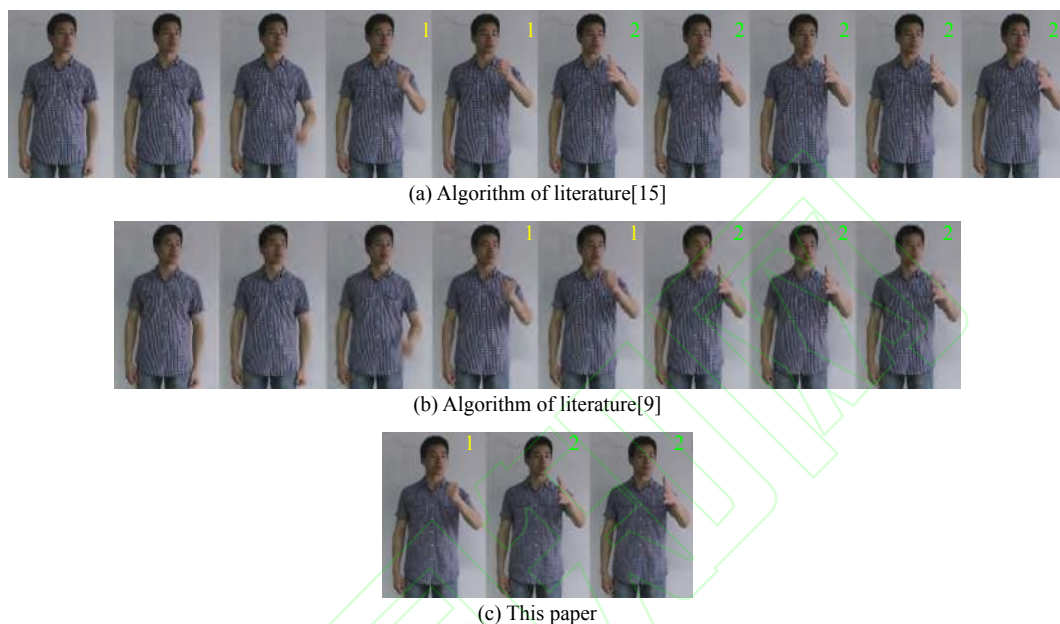 1 1 2 2 2 2 2
(a) Algorithm of literature[15]
1 1 2 2 2
(b) Algorithm of literature[9]
1 2 2
(c) This paper